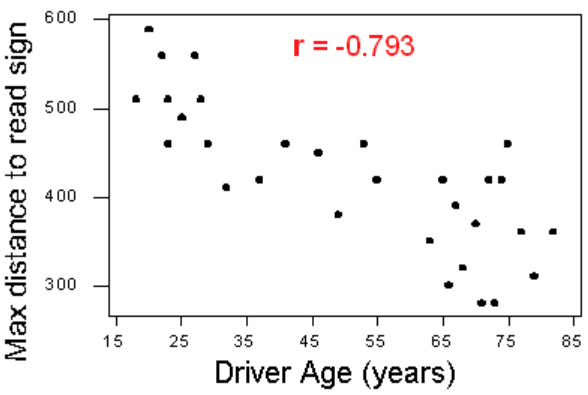 Max distance to read sign
600
500
400
300
r = -0.793
15 25 35 45 55 65 75 85
Driver Age (years)